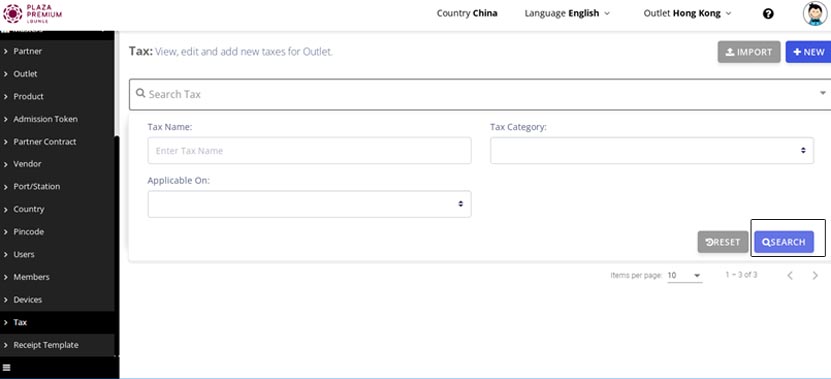 PLAZA
PREMIUM
LOUNGE
Country China
Language English
Outlet Hong Kong
Masters
Partner
Outlet
Product
Admission Token
Partner Contract
Vendor
Port/Station
Country
Pincode
Users
Members
Devices
Tax
Receipt Template
Tax: View, edit and add new taxes for Outlet.
IMPORT
+ NEW
Search Tax
Tax Name:
Tax Category:
Enter Tax Name
Applicable On:
RESET
SEARCH
Items per page: 10
1 – 3 of 3